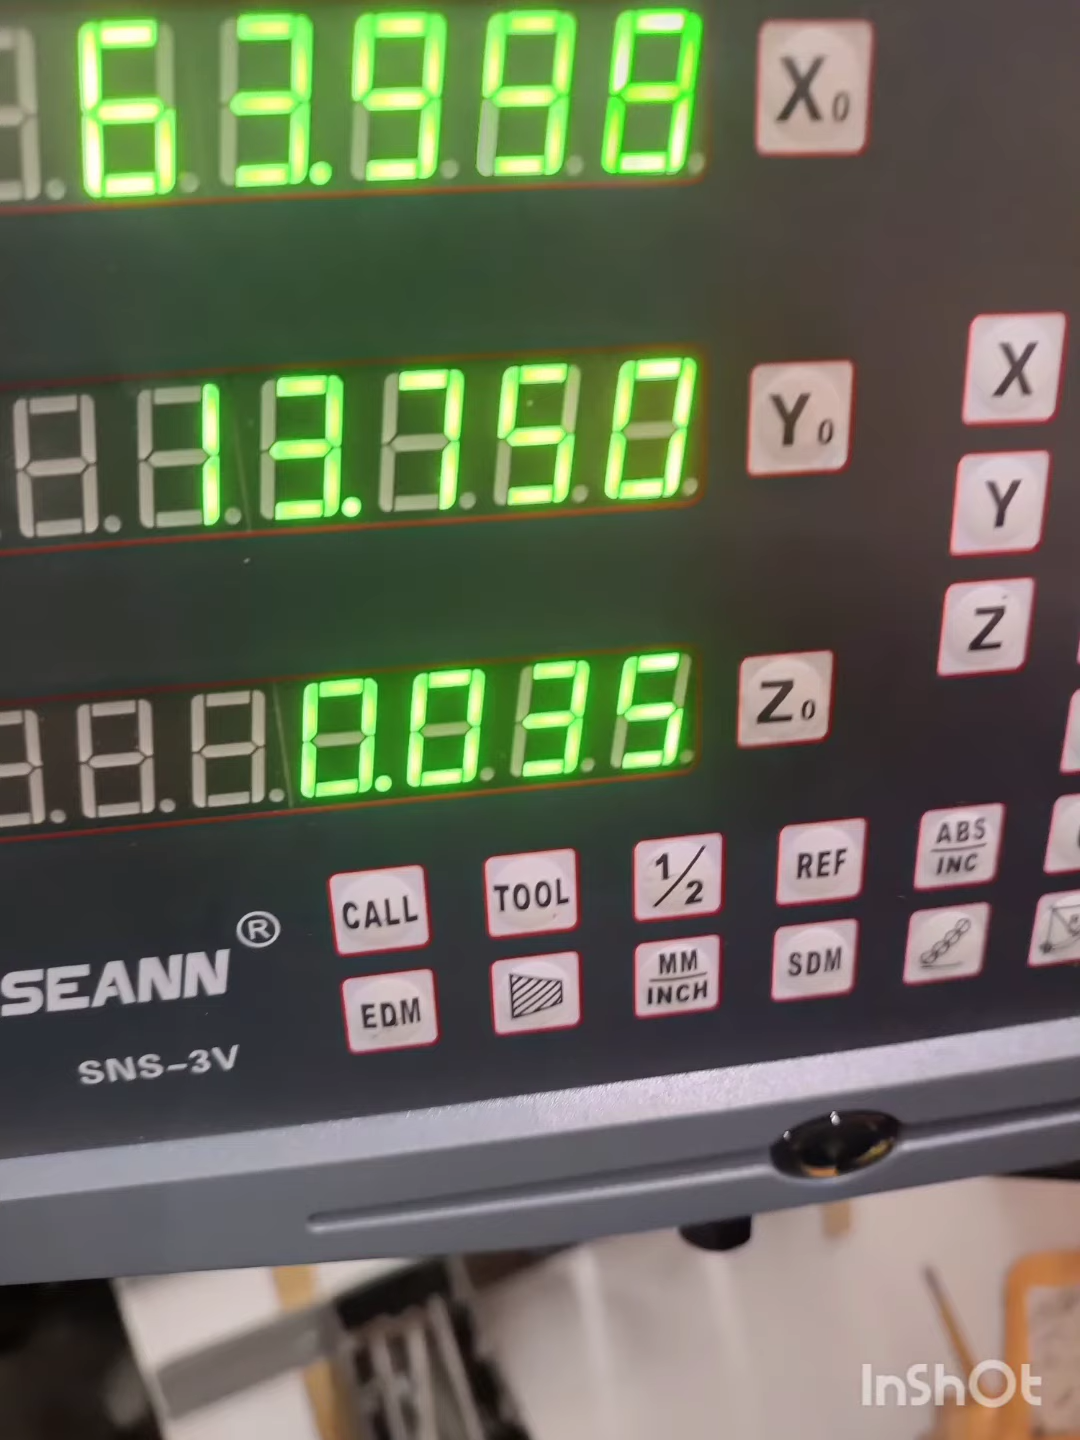 63.998
X0
13.750
Y0
X
Y
Z
0.035
Z0
CALL
TOOL
1/2
REF
ABS
INC
SEANN®
EDM
MM
INCH
SDM
SNS-3V
InShOt